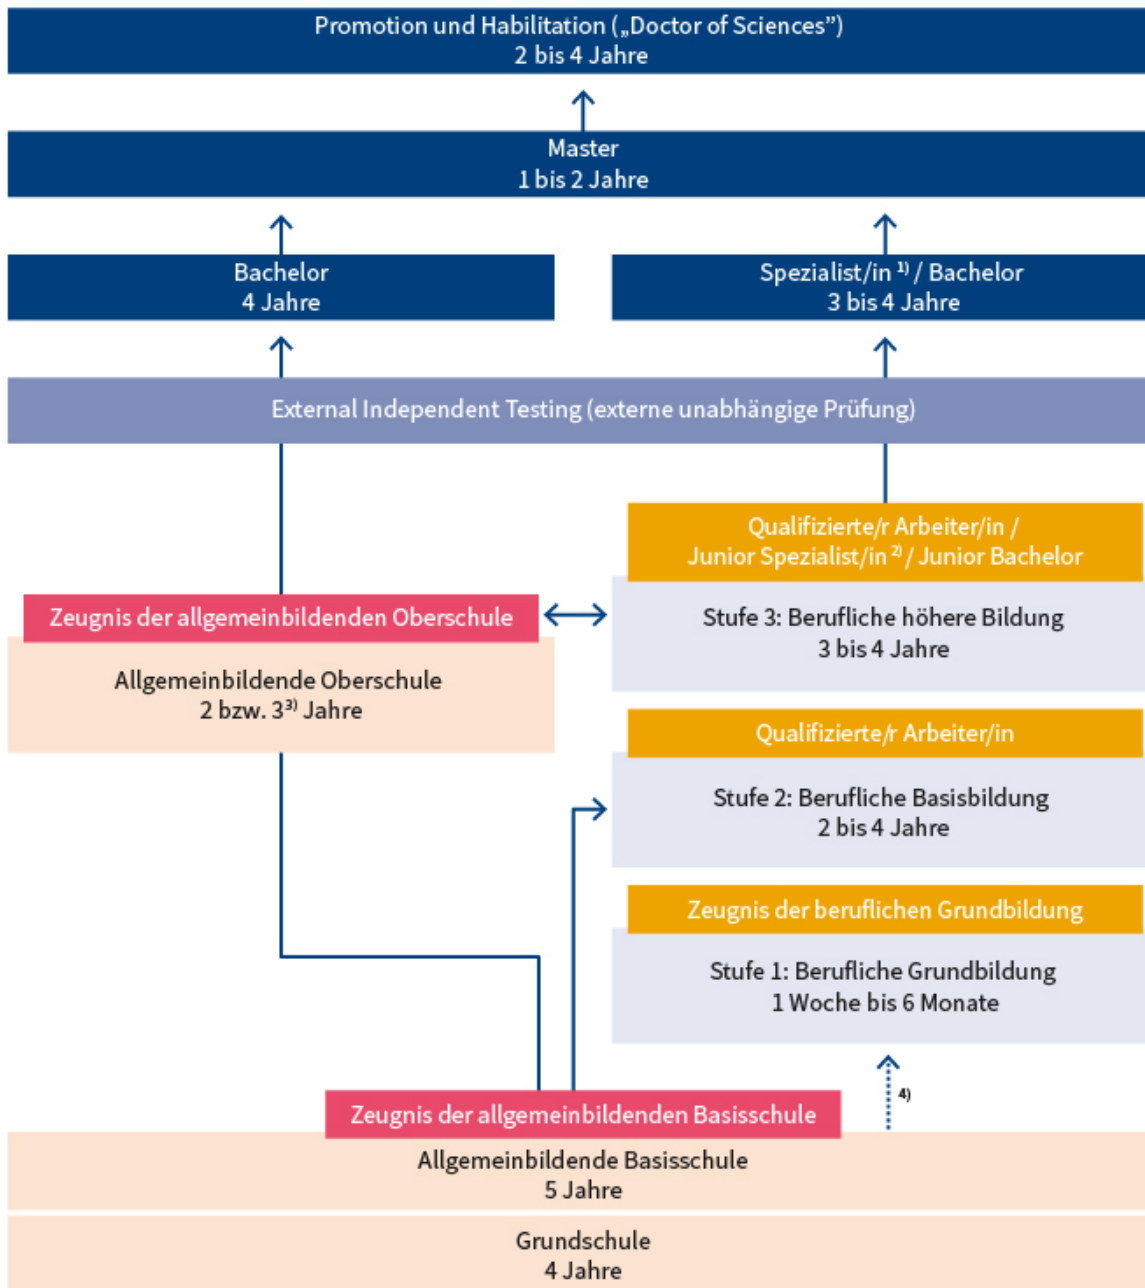 Promotion und Habilitation („Doctor of Sciences”)
2 bis 4 Jahre
Master
1 bis 2 Jahre
Bachelor
4 Jahre
Spezialist/in ¹⁾ / Bachelor
3 bis 4 Jahre
External Independent Testing (externe unabhängige Prüfung)
Qualifizierte/r Arbeiter/in /
Junior Spezialist/in ²⁾ / Junior Bachelor
Zeugnis der allgemeinbildenden Oberschule
Stufe 3: Berufliche höhere Bildung
3 bis 4 Jahre
Allgemeinbildende Oberschule
2 bzw. 3³⁾ Jahre
Qualifizierte/r Arbeiter/in
Stufe 2: Berufliche Basisbildung
2 bis 4 Jahre
Zeugnis der beruflichen Grundbildung
Stufe 1: Berufliche Grundbildung
1 Woche bis 6 Monate
4)
Zeugnis der allgemeinbildenden Basisschule
Allgemeinbildende Basisschule
5 Jahre
Grundschule
4 Jahre